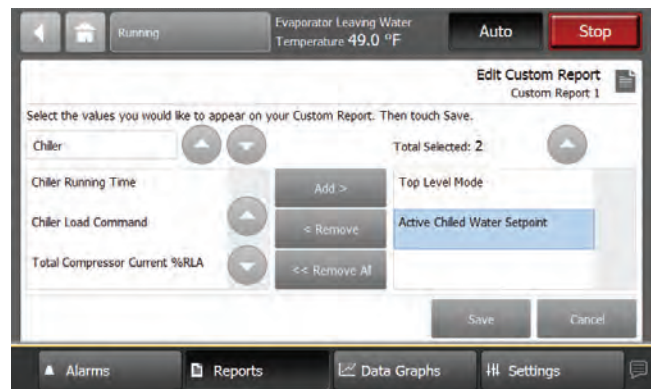 Running
Evaporator Leaving Water
Temperature 49.0 °F
Auto
Stop
Edit Custom Report
Custom Report 1
Select the values you would like to appear on your Custom Report. Then touch Save.
Chiller
Total Selected: 2
Chiller Running Time
Add >
Top Level Mode
Chiller Load Command
< Remove
Active Chilled Water Setpoint
Total Compressor Current %RLA
<< Remove All
Save
Cancel
Alarms
Reports
Data Graphs
Settings